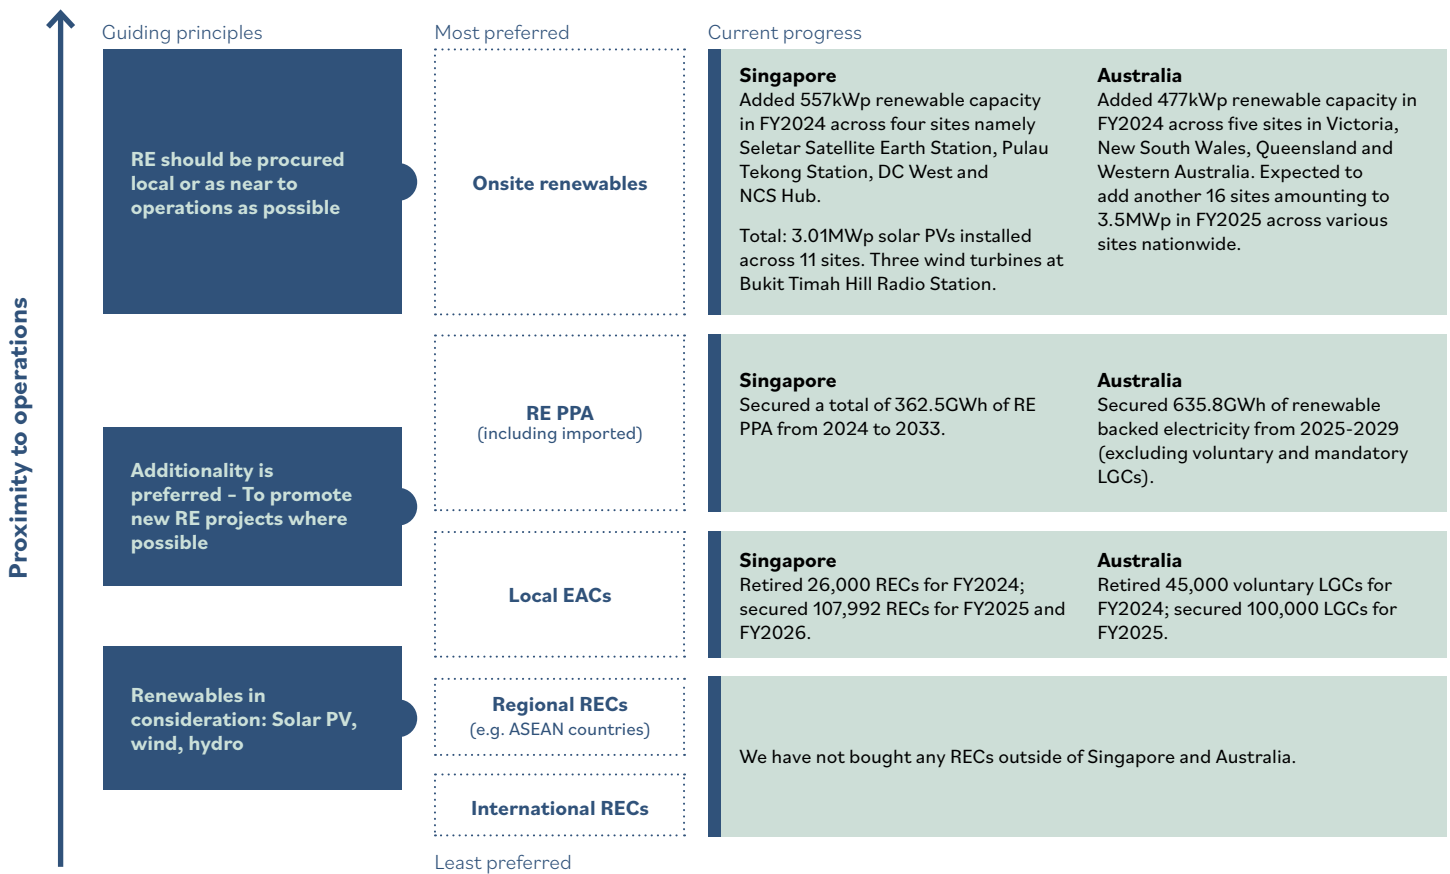 Proximity to operations
Guiding principles
RE should be procured
local or as near to
operations as possible
Additionality is
preferred – To promote
new RE projects where
possible
Renewables in
consideration: Solar PV,
wind, hydro
Most preferred
Onsite renewables
RE PPA
(including imported)
Local EACs
Regional RECs
(e.g. ASEAN countries)
International RECs
Least preferred
Current progress
Singapore
Added 557kWp renewable capacity
in FY2024 across four sites namely
Seletar Satellite Earth Station, Pulau
Tekong Station, DC West and
NCS Hub.
Total: 3.01MWp solar PVs installed
across 11 sites. Three wind turbines at
Bukit Timah Hill Radio Station.
Australia
Added 477kWp renewable capacity in
FY2024 across five sites in Victoria,
New South Wales, Queensland and
Western Australia. Expected to
add another 16 sites amounting to
3.5MWp in FY2025 across various
sites nationwide.
Singapore
Secured a total of 362.5GWh of RE
PPA from 2024 to 2033.
Australia
Secured 635.8GWh of renewable
backed electricity from 2025-2029
(excluding voluntary and mandatory
LGCs).
Singapore
Retired 26,000 RECs for FY2024;
secured 107,992 RECs for FY2025 and
FY2026.
Australia
Retired 45,000 voluntary LGCs for
FY2024; secured 100,000 LGCs for
FY2025.
We have not bought any RECs outside of Singapore and Australia.